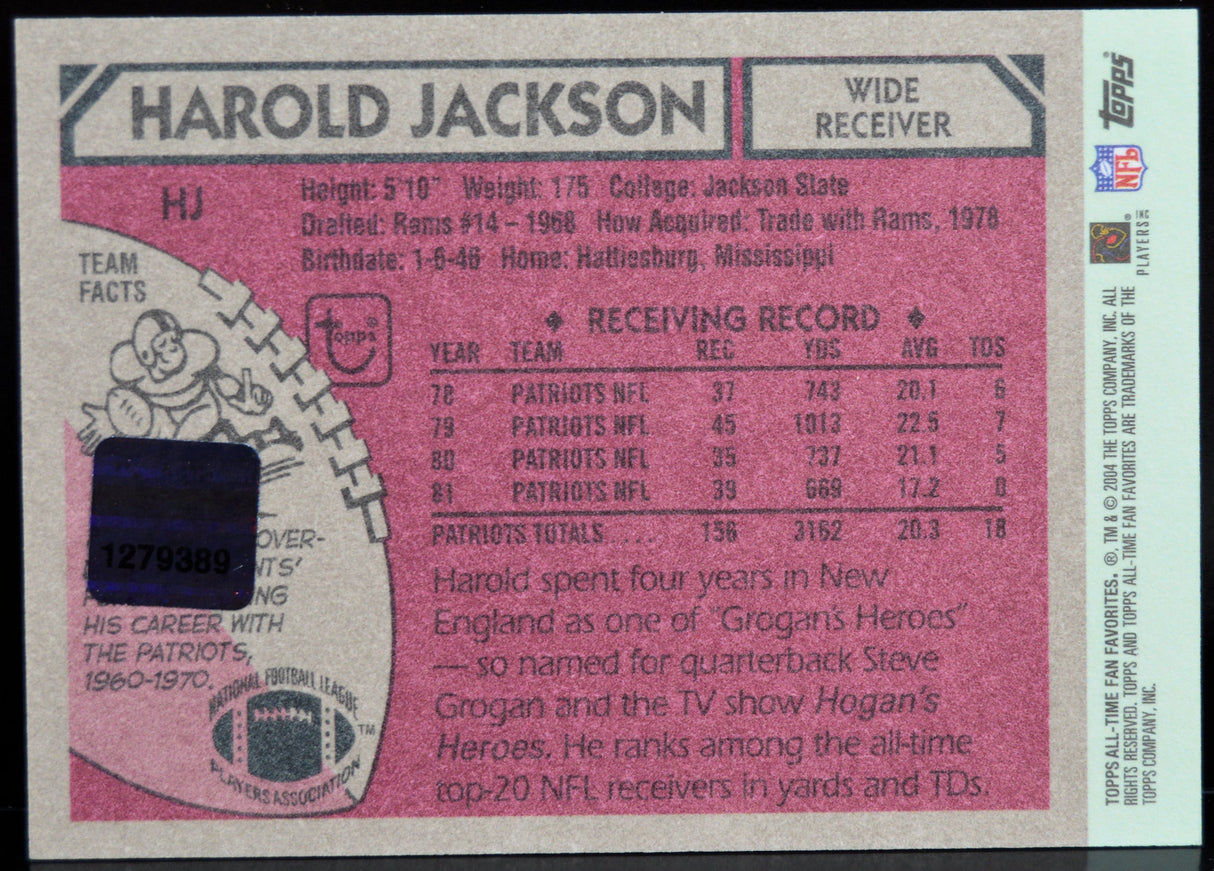 HAROLD JACKSON
WIDE
RECEIVER
HJ
Height: 5'10" Weight: 175 College: Jackson State
Drafted: Rams #14 – 1968 How Acquired: Trade with Rams, 1978
Birthdate: 1-6-46 Home: Hattiesburg, Mississippi
TEAM
FACTS
Topps®
◆ RECEIVING RECORD ◆
YEAR TEAM REC YDS AVG TDS
78 PATRIOTS NFL 37 743 20.1 6
79 PATRIOTS NFL 45 1013 22.5 7
80 PATRIOTS NFL 35 737 21.1 5
81 PATRIOTS NFL 39 669 17.2 0
PATRIOTS TOTALS ..... 156 3162 20.3 18
1279389
OVER-
NTS'
NG
HIS CAREER WITH
THE PATRIOTS,
1960-1970.
NATIONAL FOOTBALL LEAGUE
PLAYERS ASSOCIATION
TM
Harold spent four years in New
England as one of "Grogan's Heroes"
— so named for quarterback Steve
Grogan and the TV show Hogan's
Heroes. He ranks among the all-time
top-20 NFL receivers in yards and TDs.
topps®
NFL
PLAYERS INC
TOPPS ALL-TIME FAN FAVORITES. ®, TM & © 2004 THE TOPPS COMPANY, INC. ALL
RIGHTS RESERVED. TOPPS AND TOPPS ALL-TIME FAN FAVORITES ARE TRADEMARKS OF THE
TOPPS COMPANY, INC.